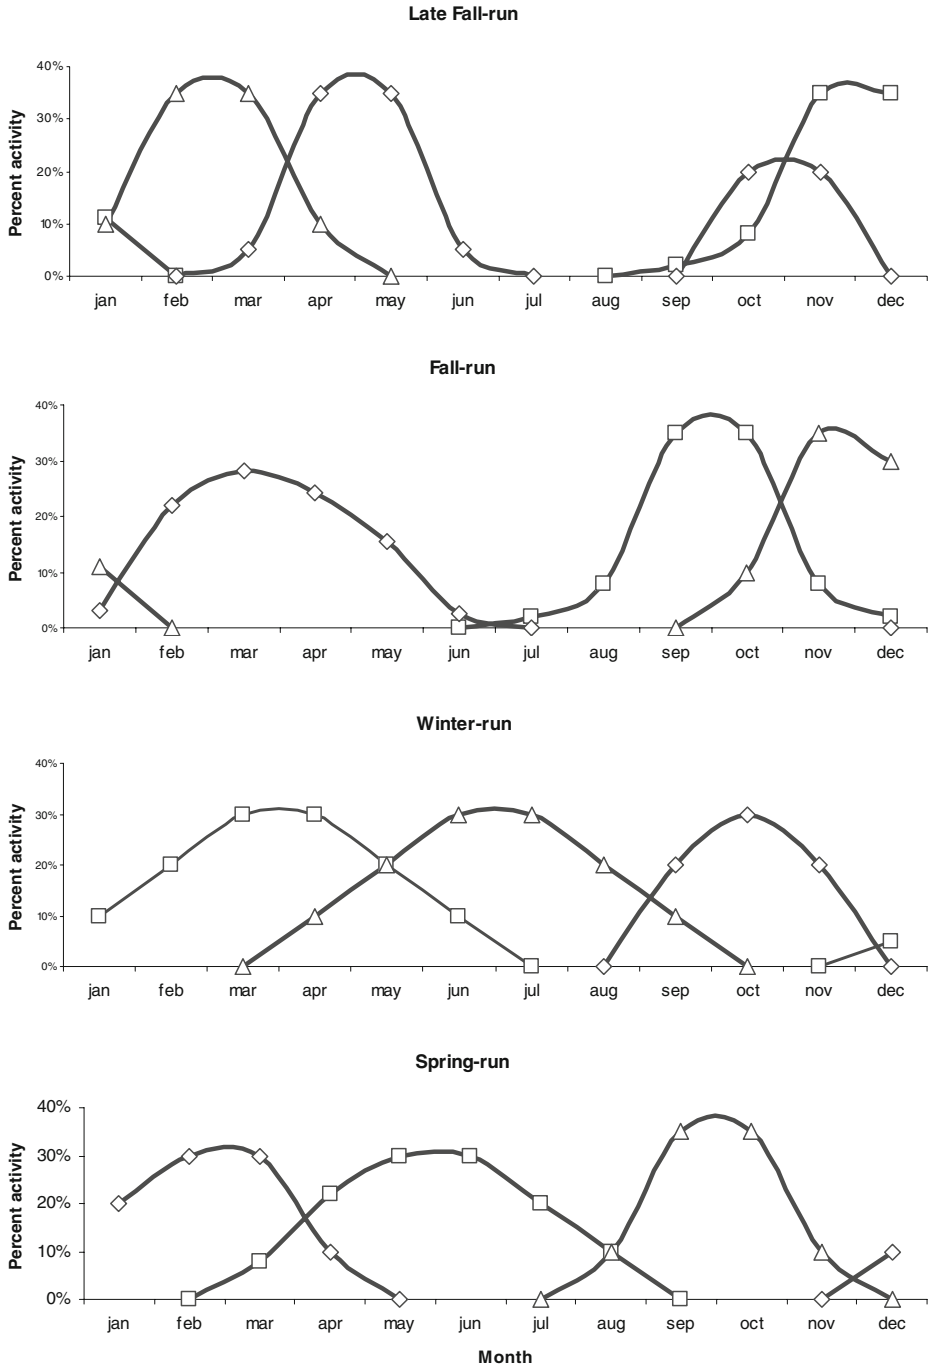 Late Fall-run
40%
30%
20%
10%
0%
Percent activity
jan feb mar apr may jun jul aug sep oct nov dec
Fall-run
40%
30%
20%
10%
0%
Percent activity
jan feb mar apr may jun jul aug sep oct nov dec
Winter-run
40%
30%
20%
10%
0%
Percent activity
jan feb mar apr may jun jul aug sep oct nov dec
Spring-run
40%
30%
20%
10%
0%
Percent activity
jan feb mar apr may jun jul aug sep oct nov dec
Month